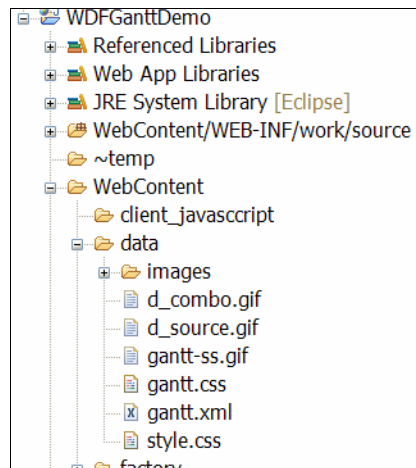 WDFGanttDemo
Referenced Libraries
Web App Libraries
JRE System Library [Eclipse]
WebContent/WEB-INF/work/source
~temp
WebContent
client_javasccript
data
images
d_combo.gif
d_source.gif
gantt-ss.gif
gantt.css
gantt.xml
style.css
factory